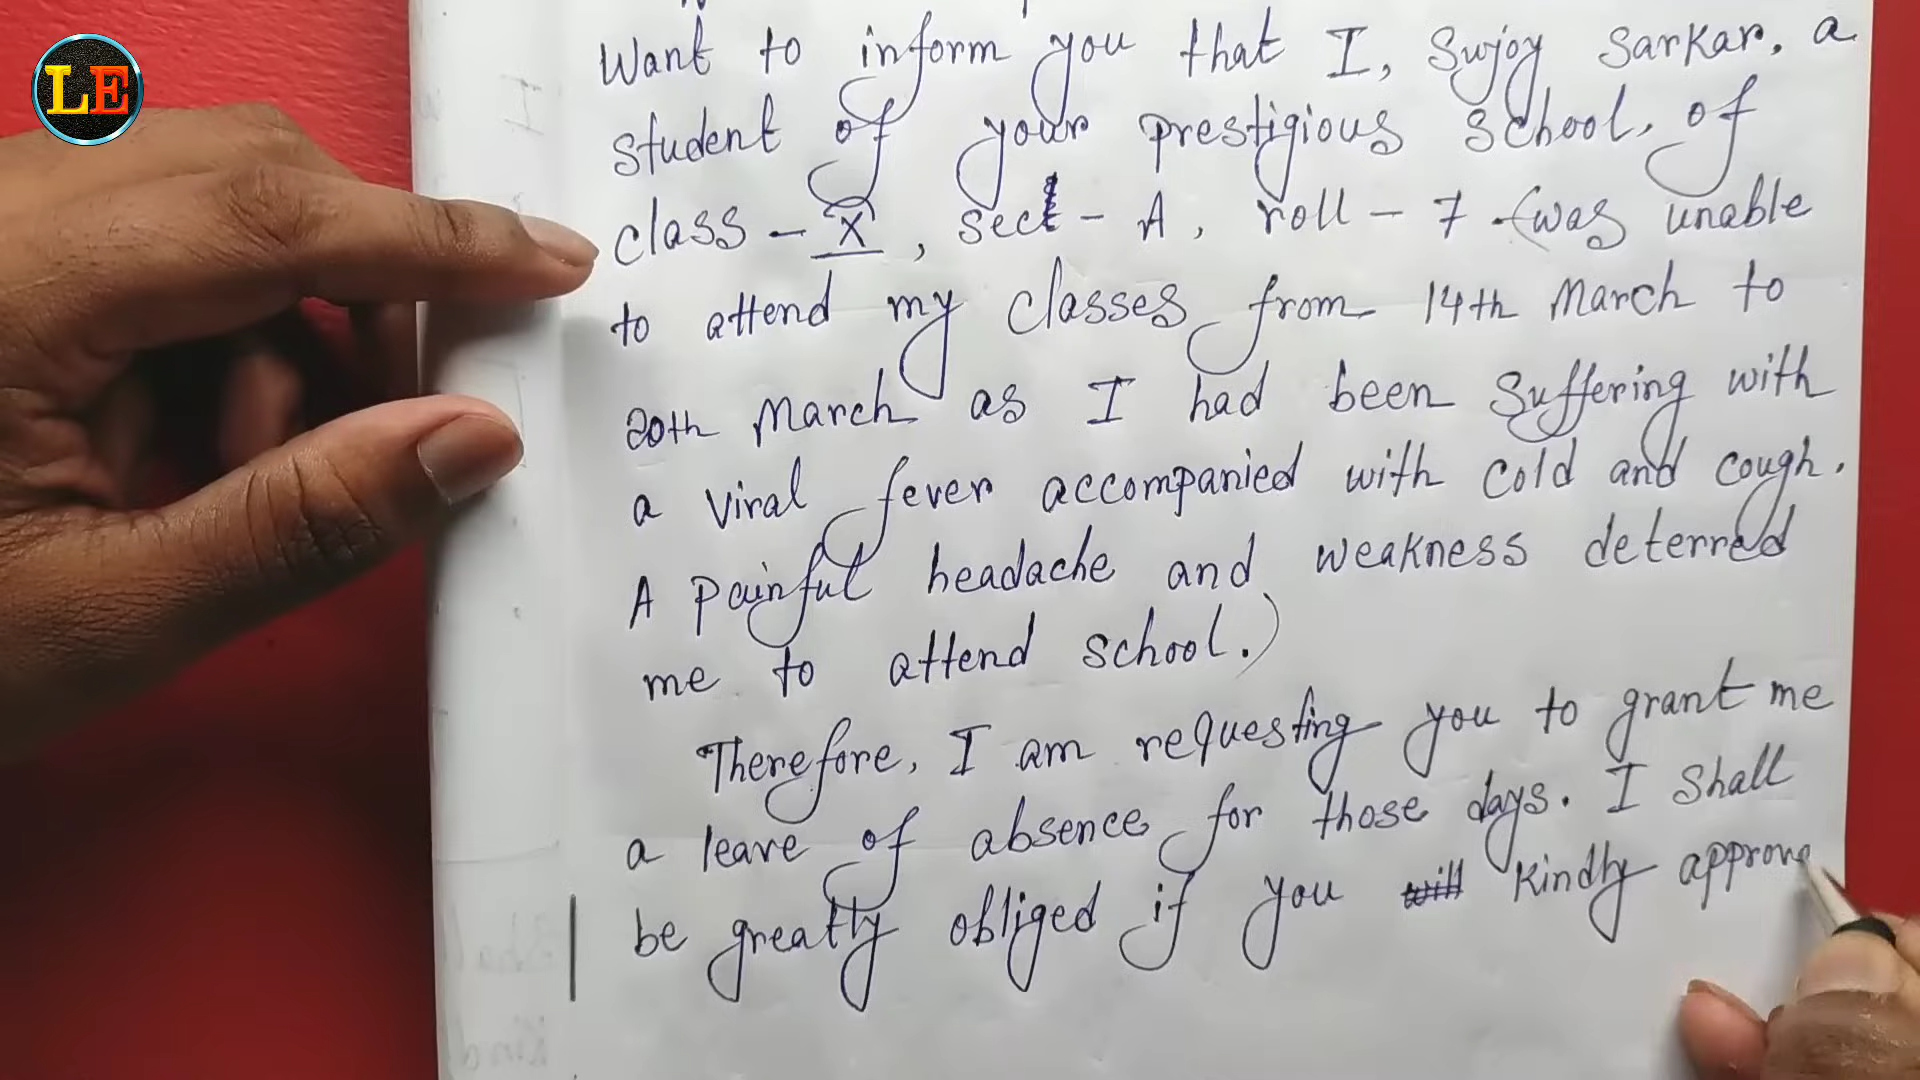 LE
Want to inform you that I, Sujoy Sarkar, a
student of your prestigious school, of
class - X, sect - A, roll - 7 - (was unable
to attend my classes from 14th March to
20th March as I had been suffering with
a viral fever accompanied with cold and cough.
A painful headache and weakness deterred
me to attend school.)
Therefore, I am requesting you to grant me
a leave of absence for those days. I shall
be greatly obliged if you will kindly approve